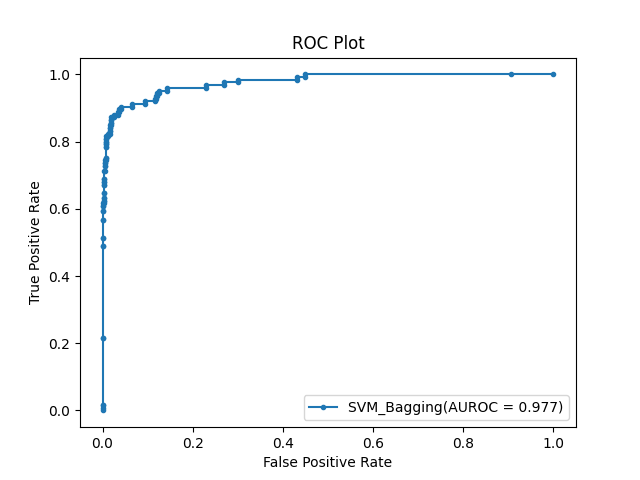 ROC Plot
1.0
0.8
0.6
0.4
0.2
0.0
True Positive Rate
SVM_Bagging(AUROC = 0.977)
0.0 0.2 0.4 0.6 0.8 1.0
False Positive Rate